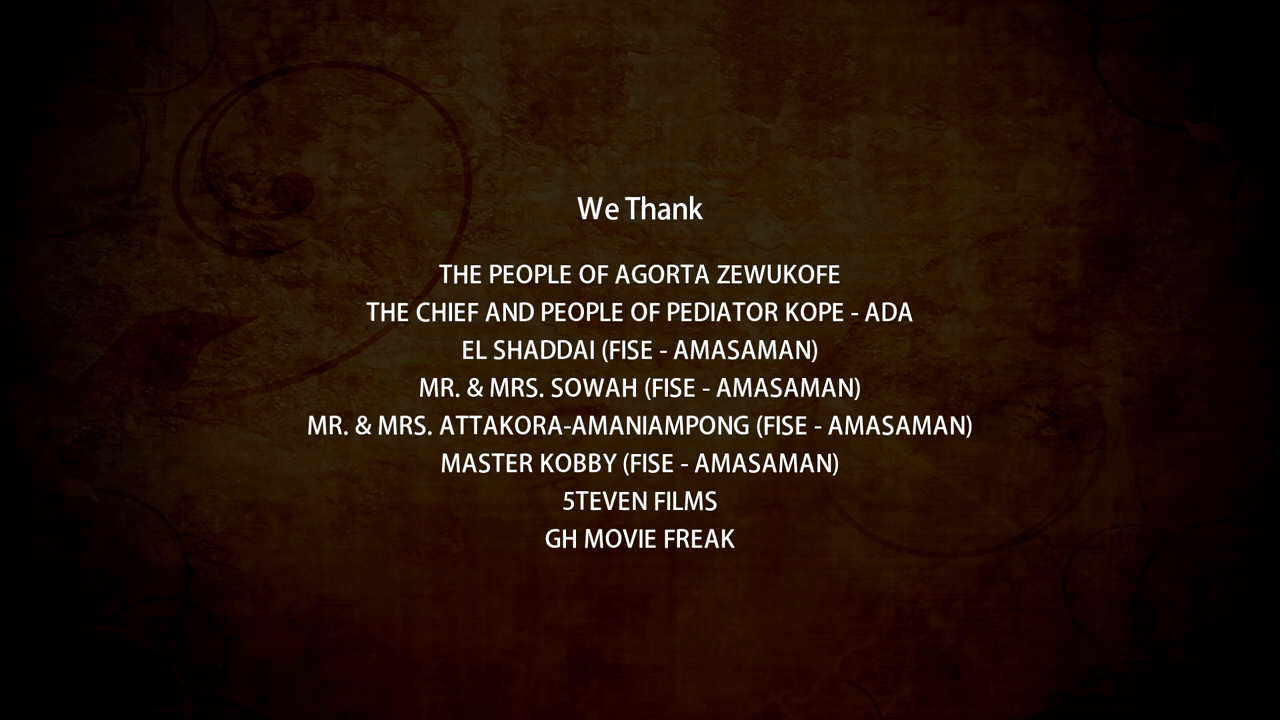 We Thank
THE PEOPLE OF AGORTA ZEWUKOFE
THE CHIEF AND PEOPLE OF PEDIATOR KOPE - ADA
EL SHADDAI (FISE - AMASAMAN)
MR. & MRS. SOWAH (FISE - AMASAMAN)
MR. & MRS. ATTAKORA-AMANIAMPONG (FISE - AMASAMAN)
MASTER KOBBY (FISE - AMASAMAN)
5TEVEN FILMS
GH MOVIE FREAK